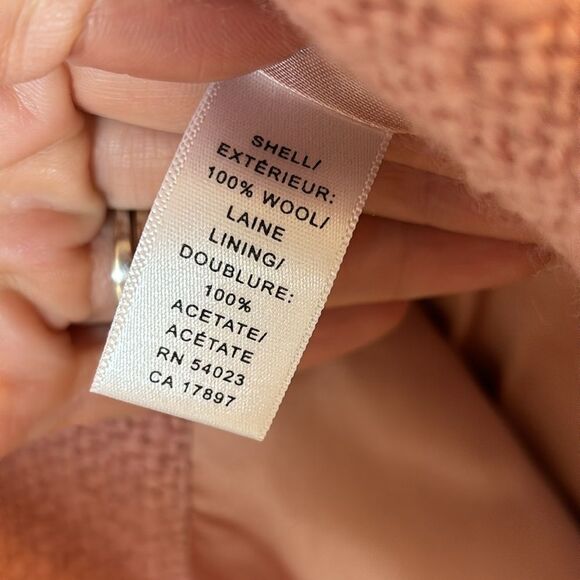 SHELL/
EXTÉRIEUR:
100% WOOL/
LAINE
LINING/
DOUBLURE:
100%
ACETATE/
ACÉTATE
RN 54023
CA 17897